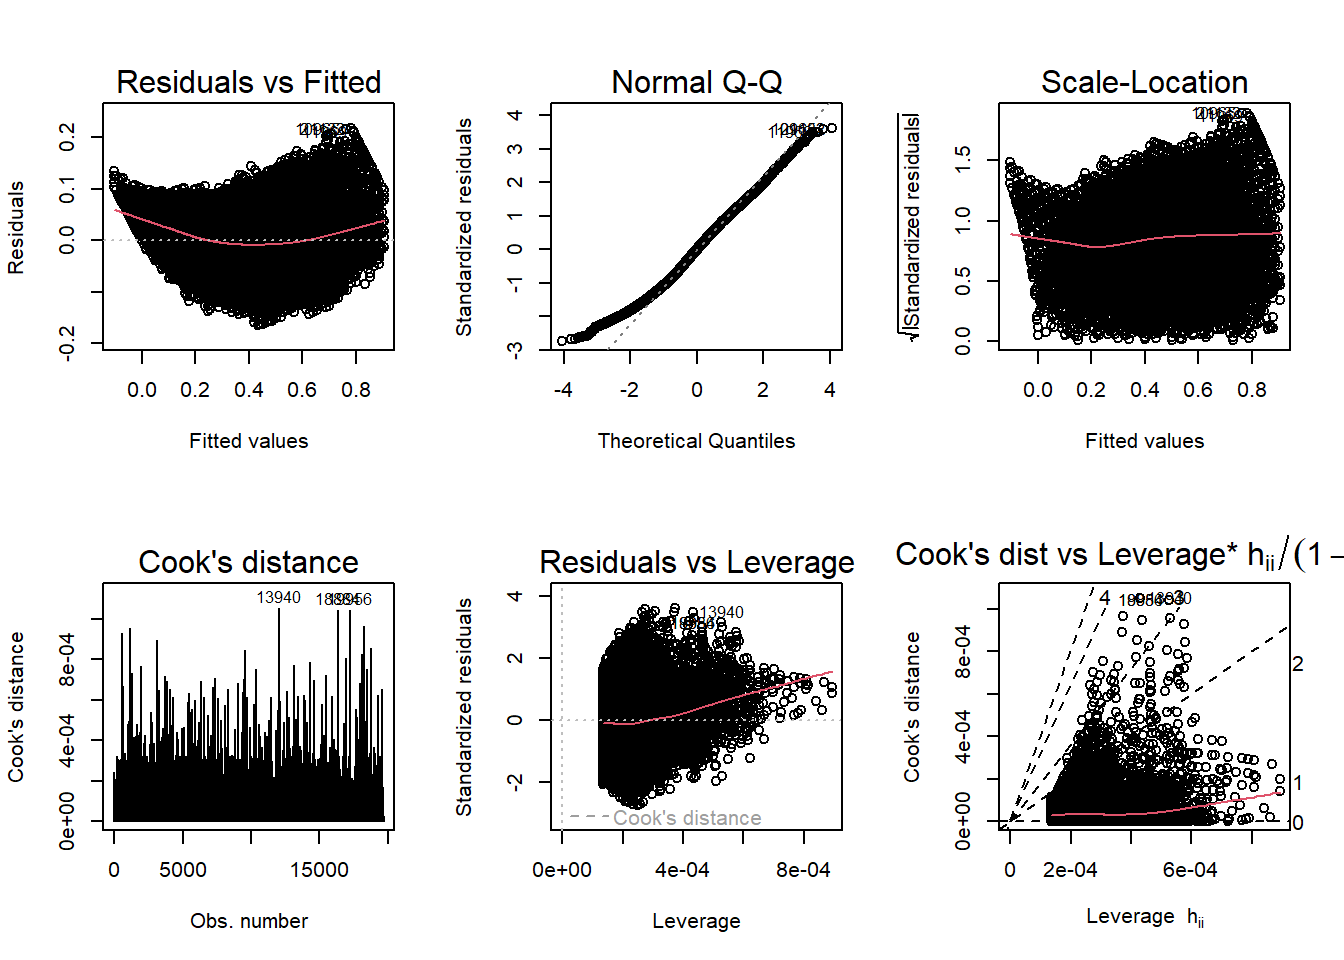 Residuals vs Fitted
Residuals
-0.2 0.0 0.1 0.2
0.0 0.2 0.4 0.6 0.8
Fitted values
Normal Q-Q
Standardized residuals
-3 -1 0 1 2 3 4
-4 -2 0 2 4
Theoretical Quantiles
Scale-Location
√|Standardized residuals|
0.0 0.5 1.0 1.5
0.0 0.2 0.4 0.6 0.8
Fitted values
Cook's distance
Cook's distance
0e+00 4e-04 8e-04
13940
0 5000 15000
Obs. number
Residuals vs Leverage
Standardized residuals
-2 0 2 4
13940
Cook's distance
0e+00 4e-04 8e-04
Leverage
Cook's dist vs Leverage* hii/(1 –
Cook's distance
0e+00 4e-04 8e-04
4 3
2
1
0
0 2e-04 6e-04
Leverage hii